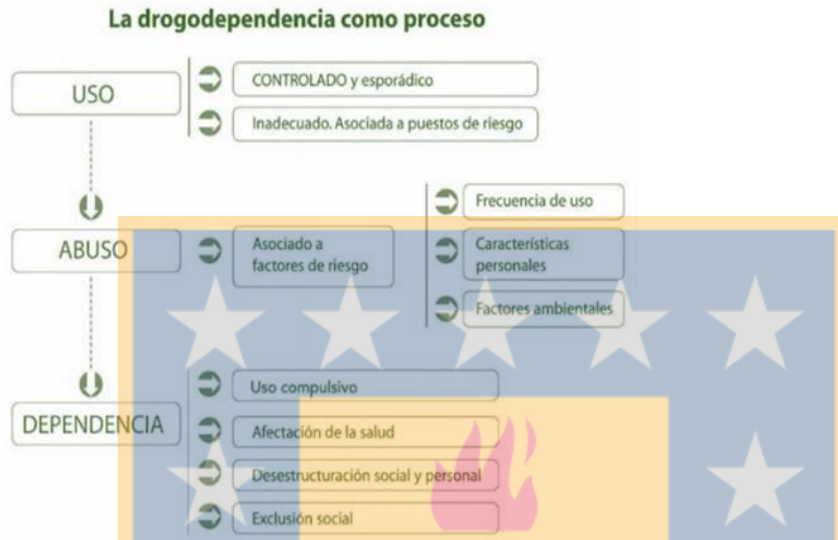 La drogodependencia como proceso
USO
CONTROLADO y esporádico
Inadecuado. Asociada a puestos de riesgo
ABUSO
Asociado a
factores de riesgo
Frecuencia de uso
Características
personales
Factores ambientales
DEPENDENCIA
Uso compulsivo
Afectación de la salud
Desestructuración social y personal
Exclusión social